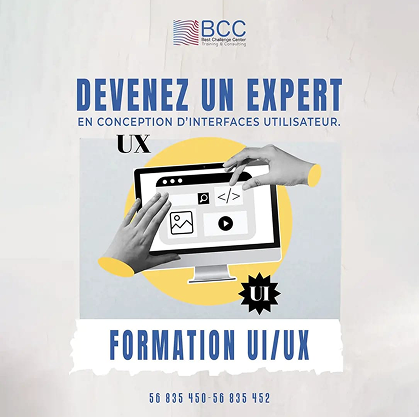 BCC
Best Challenge Center
Training & Consulting
DEVENEZ UN EXPERT
EN CONCEPTION D'INTERFACES UTILISATEUR.
UX
</>
UI
FORMATION UI/UX
56 835 450-56 835 452